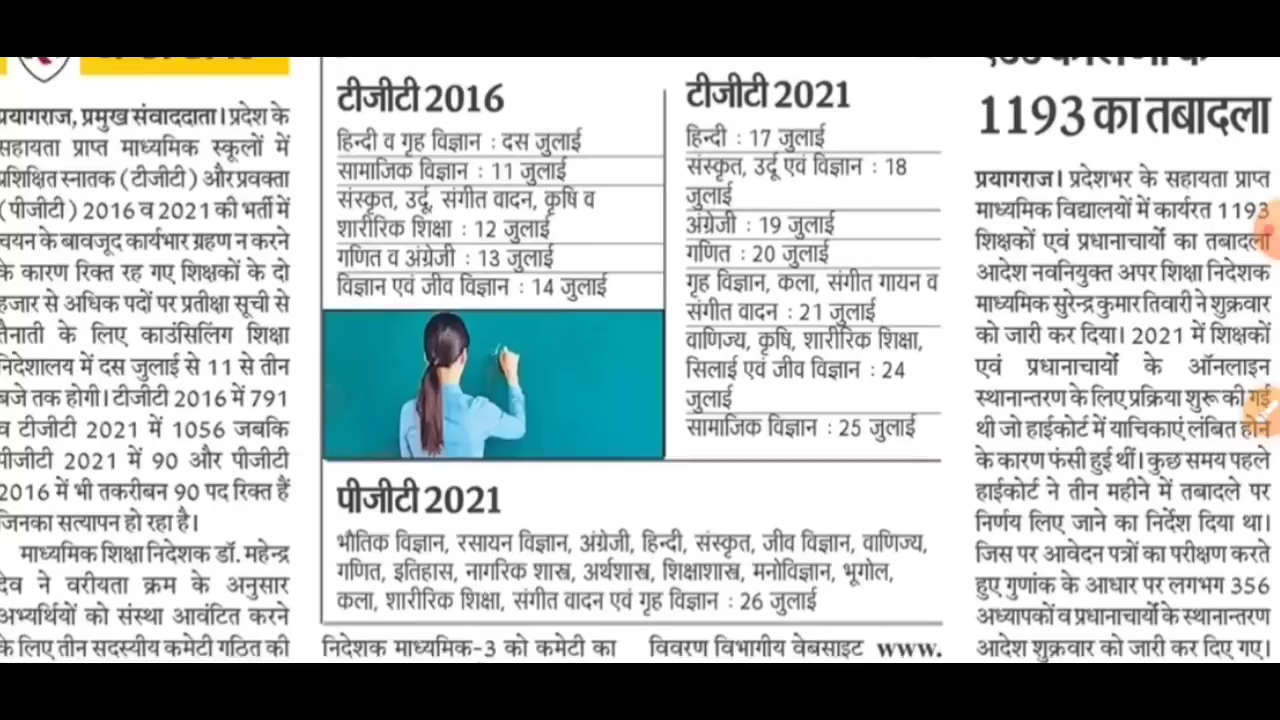 प्रयागराज, प्रमुख संवाददाता। प्रदेश के
सहायता प्राप्त माध्यमिक स्कूलों में
प्रशिक्षित स्नातक (टीजीटी) और प्रवक्ता
(पीजीटी) 2016 व 2021 की भर्ती में
चयन के बावजूद कार्यभार ग्रहण न करने
के कारण रिक्त रह गए शिक्षकों के दो
हजार से अधिक पदों पर प्रतीक्षा सूची से
तैनाती के लिए काउंसिलिंग शिक्षा
निदेशालय में दस जुलाई से 11 से तीन
बजे तक होगी। टीजीटी 2016 में 791
व टीजीटी 2021 में 1056 जबकि
पीजीटी 2021 में 90 और पीजीटी
2016 में भी तकरीबन 90 पद रिक्त हैं
जिनका सत्यापन हो रहा है।
माध्यमिक शिक्षा निदेशक डॉ. महेन्द्र
देव ने वरीयता क्रम के अनुसार
अभ्यर्थियों को संस्था आवंटित करने
के लिए तीन सदस्यीय कमेटी गठित की
टीजीटी 2016
हिन्दी व गृह विज्ञान : दस जुलाई
सामाजिक विज्ञान : 11 जुलाई
संस्कृत, उर्दू, संगीत वादन, कृषि व
शारीरिक शिक्षा : 12 जुलाई
गणित व अंग्रेजी : 13 जुलाई
विज्ञान एवं जीव विज्ञान : 14 जुलाई
टीजीटी 2021
हिन्दी : 17 जुलाई
संस्कृत, उर्दू एवं विज्ञान : 18
जुलाई
अंग्रेजी : 19 जुलाई
गणित : 20 जुलाई
गृह विज्ञान, कला, संगीत गायन व
संगीत वादन : 21 जुलाई
वाणिज्य, कृषि, शारीरिक शिक्षा,
सिलाई एवं जीव विज्ञान : 24
जुलाई
सामाजिक विज्ञान : 25 जुलाई
पीजीटी 2021
भौतिक विज्ञान, रसायन विज्ञान, अंग्रेजी, हिन्दी, संस्कृत, जीव विज्ञान, वाणिज्य,
गणित, इतिहास, नागरिक शास्त्र, अर्थशास्त्र, शिक्षाशास्त्र, मनोविज्ञान, भूगोल,
कला, शारीरिक शिक्षा, संगीत वादन एवं गृह विज्ञान : 26 जुलाई
निदेशक माध्यमिक-3 को कमेटी का
विवरण विभागीय वेबसाइट www.
1193 का तबादला
प्रयागराज। प्रदेशभर के सहायता प्राप्त
माध्यमिक विद्यालयों में कार्यरत 1193
शिक्षकों एवं प्रधानाचार्यों का तबादला
आदेश नवनियुक्त अपर शिक्षा निदेशक
माध्यमिक सुरेन्द्र कुमार तिवारी ने शुक्रवार
को जारी कर दिया। 2021 में शिक्षकों
एवं प्रधानाचार्यों के ऑनलाइन
स्थानान्तरण के लिए प्रक्रिया शुरू की गई
थी जो हाईकोर्ट में याचिकाएं लंबित होने
के कारण फंसी हुई थीं। कुछ समय पहले
हाईकोर्ट ने तीन महीने में तबादले पर
निर्णय लिए जाने का निर्देश दिया था।
जिस पर आवेदन पत्रों का परीक्षण करते
हुए गुणांक के आधार पर लगभग 356
अध्यापकों व प्रधानाचार्यों के स्थानान्तरण
आदेश शुक्रवार को जारी कर दिए गए।